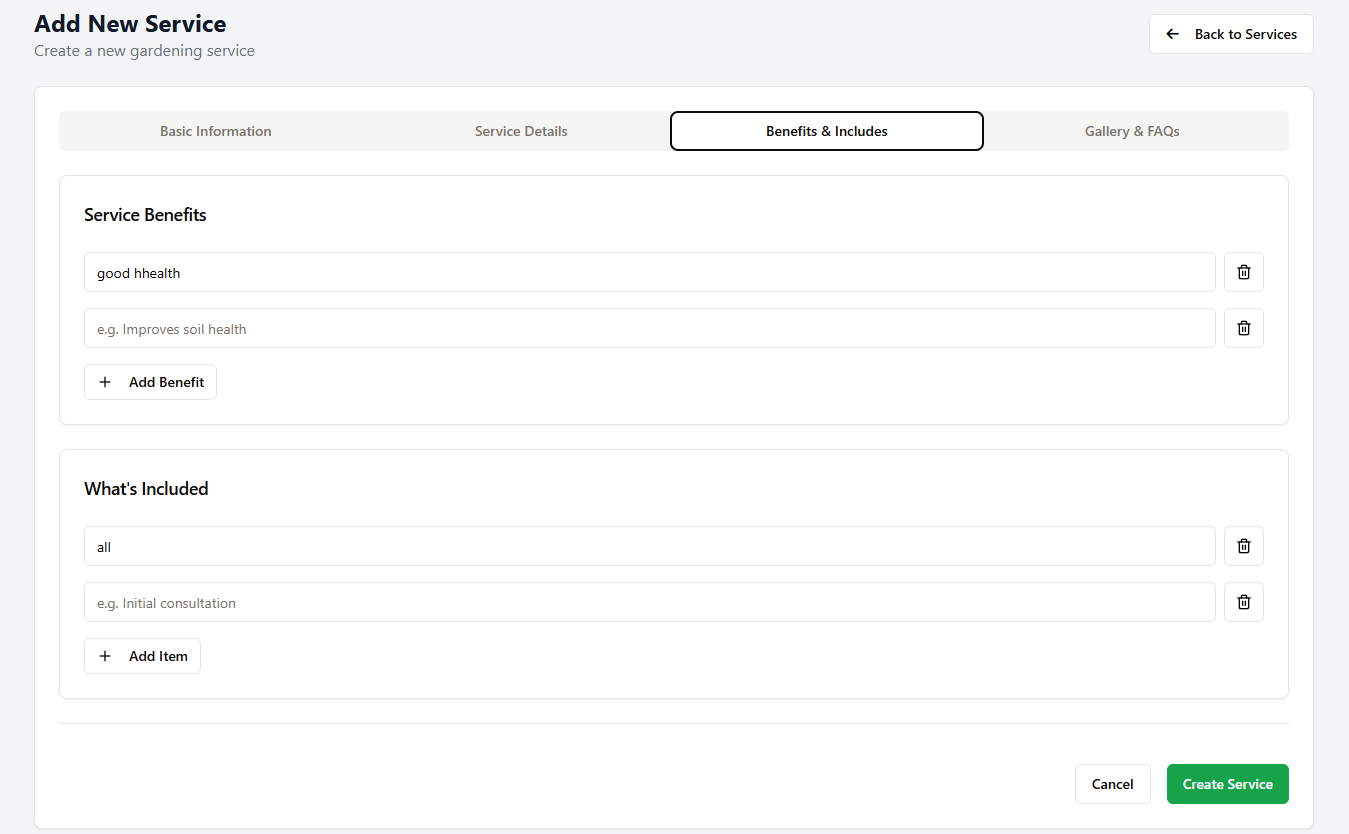 Add New Service
Create a new gardening service
Back to Services
Basic Information
Service Details
Benefits & Includes
Gallery & FAQs
Service Benefits
good hhealth
e.g. Improves soil health
Add Benefit
What's Included
all
e.g. Initial consultation
Add Item
Cancel
Create Service